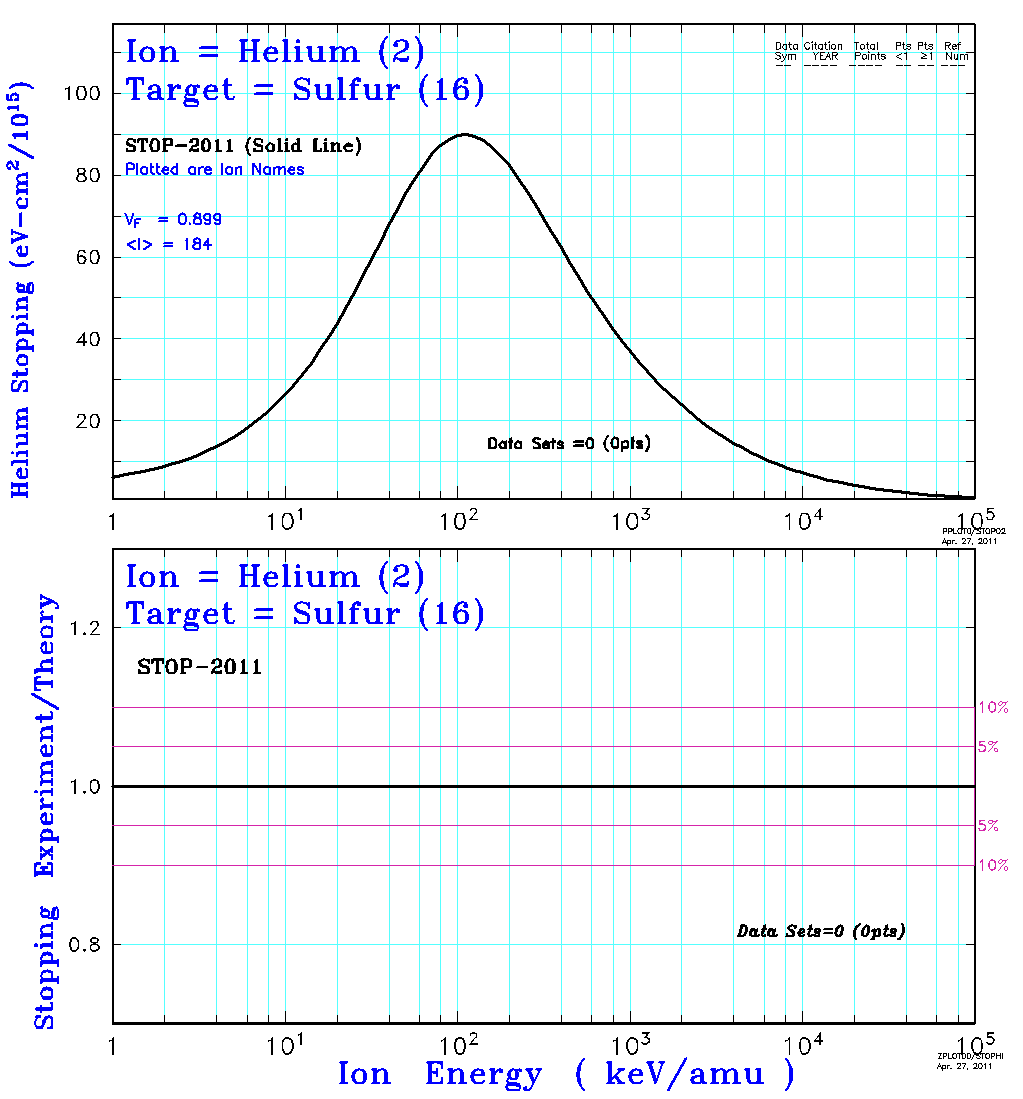 Ion = Helium (2)
Target = Sulfur (16)
Data Citation Total Pts Pts Ref
Sym YEAR Points <1 ≥1 Num
STOP-2011 (Solid Line)
Plotted are Ion Names
V_F = 0.899
<I> = 184
Helium Stopping (eV-cm²/10¹⁵)
100
80
60
40
20
Data Sets =0 (0pts)
1 10¹ 10² 10³ 10⁴ 10⁵
PPLOT0/STOP02
Apr. 27, 2011
Ion = Helium (2)
Target = Sulfur (16)
STOP-2011
Stopping Experiment/Theory
1.2
1.0
0.8
10%
5%
5%
10%
Data Sets=0 (0pts)
1 10¹ 10² 10³ 10⁴ 10⁵
Ion Energy ( keV/amu )
ZPLOT0D/STOPHI
Apr. 27, 2011